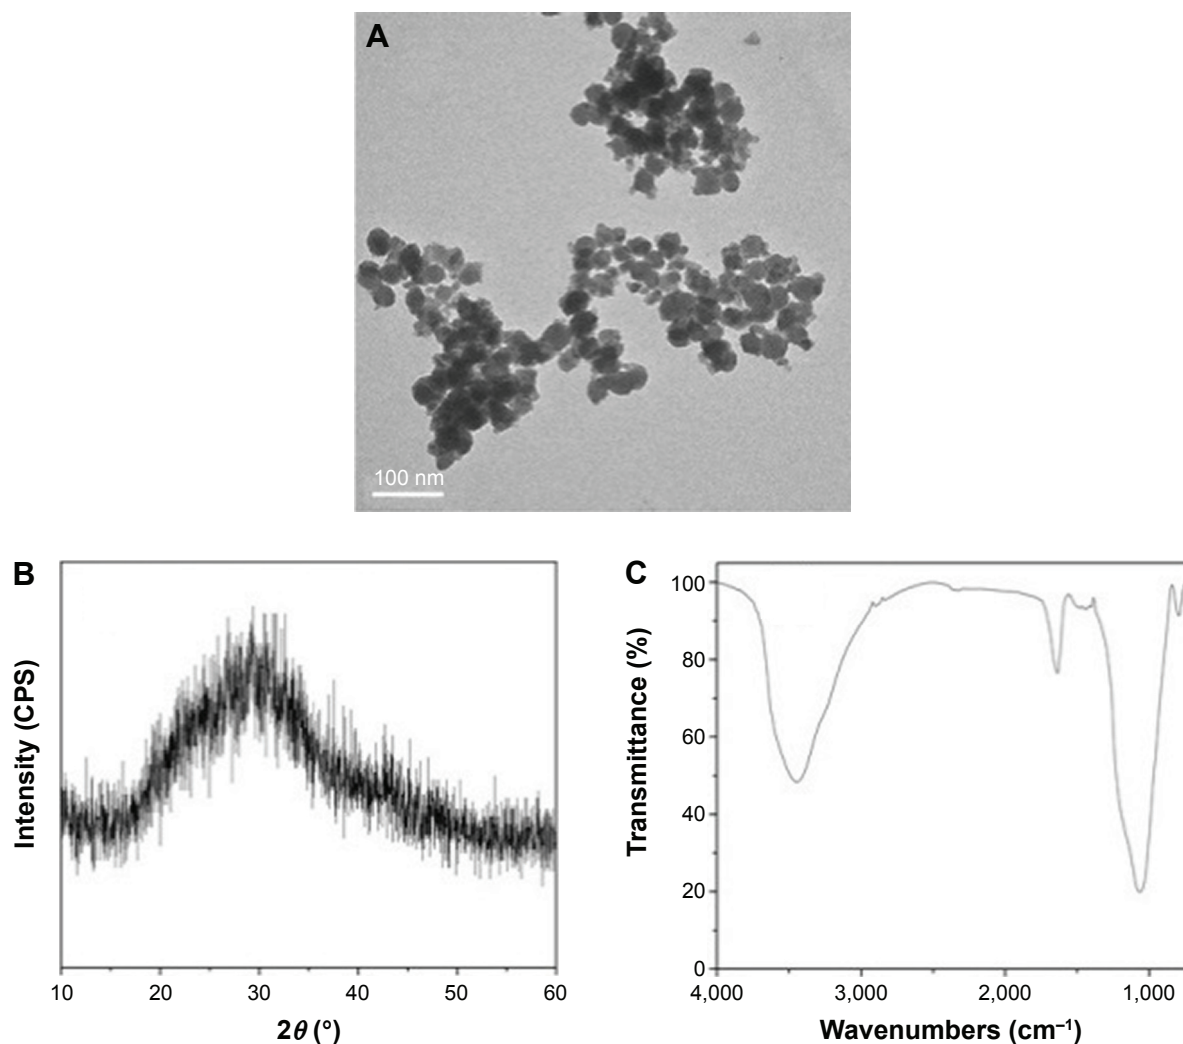 A
100 nm
B
Intensity (CPS)
10 20 30 40 50 60
2θ (°)
C
Transmittance (%)
100
80
60
40
20
0
4,000 3,000 2,000 1,000
Wavenumbers (cm⁻¹)